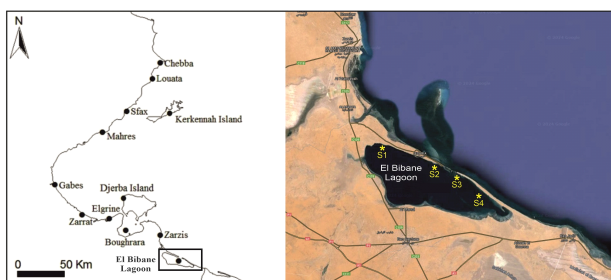 N
Chebba
Louata
Sfax
Kerkennah Island
Mahres
Gabes
Djerba Island
Elgrine
Zarrat
Boughrara
Zarzis
El Bibane
Lagoon
0
50 Km
S1
El Bibane
Lagoon
S2
S3
S4